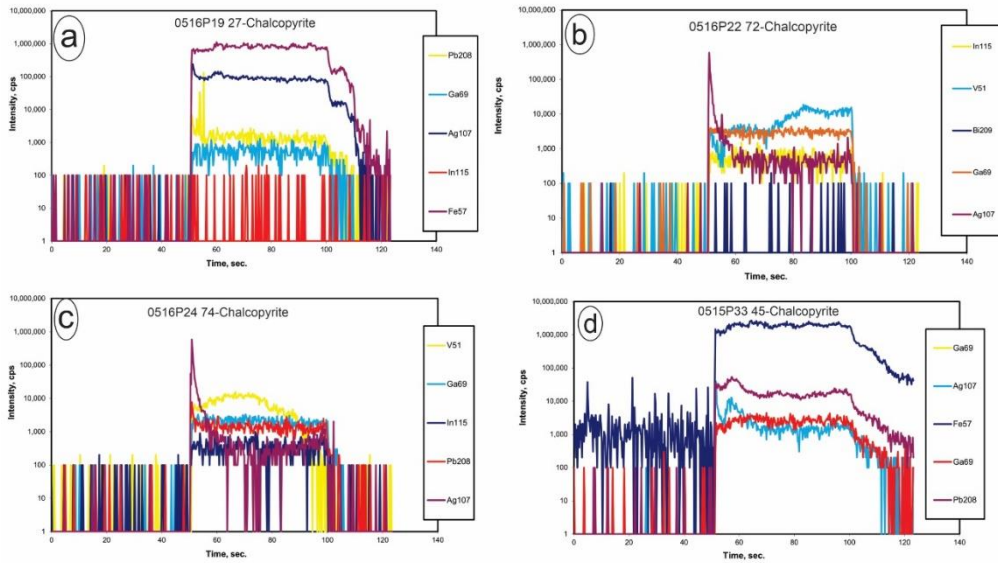 a
0516P19 27-Chalcopyrite
Intensity, cps
10,000,000
1,000,000
100,000
10,000
1,000
100
10
1
0 20 40 60 80 100 120 140
Time, sec.
Pb208
Ga69
Ag107
In115
Fe57
b
0516P22 72-Chalcopyrite
Intensity, cps
10,000,000
1,000,000
100,000
10,000
1,000
100
10
1
0 20 40 60 80 100 120 140
Time, sec.
In115
V51
Bi209
Ga69
Ag107
c
0516P24 74-Chalcopyrite
Intensity, cps
10,000,000
1,000,000
100,000
10,000
1,000
100
10
1
0 20 40 60 80 100 120 140
Time, sec.
V51
Ga69
In115
Pb208
Ag107
d
0515P33 45-Chalcopyrite
Intensity, cps
10,000,000
1,000,000
100,000
10,000
1,000
100
10
1
0 20 40 60 80 100 120 140
Time, sec.
Ga69
Ag107
Fe57
Ga69
Pb208